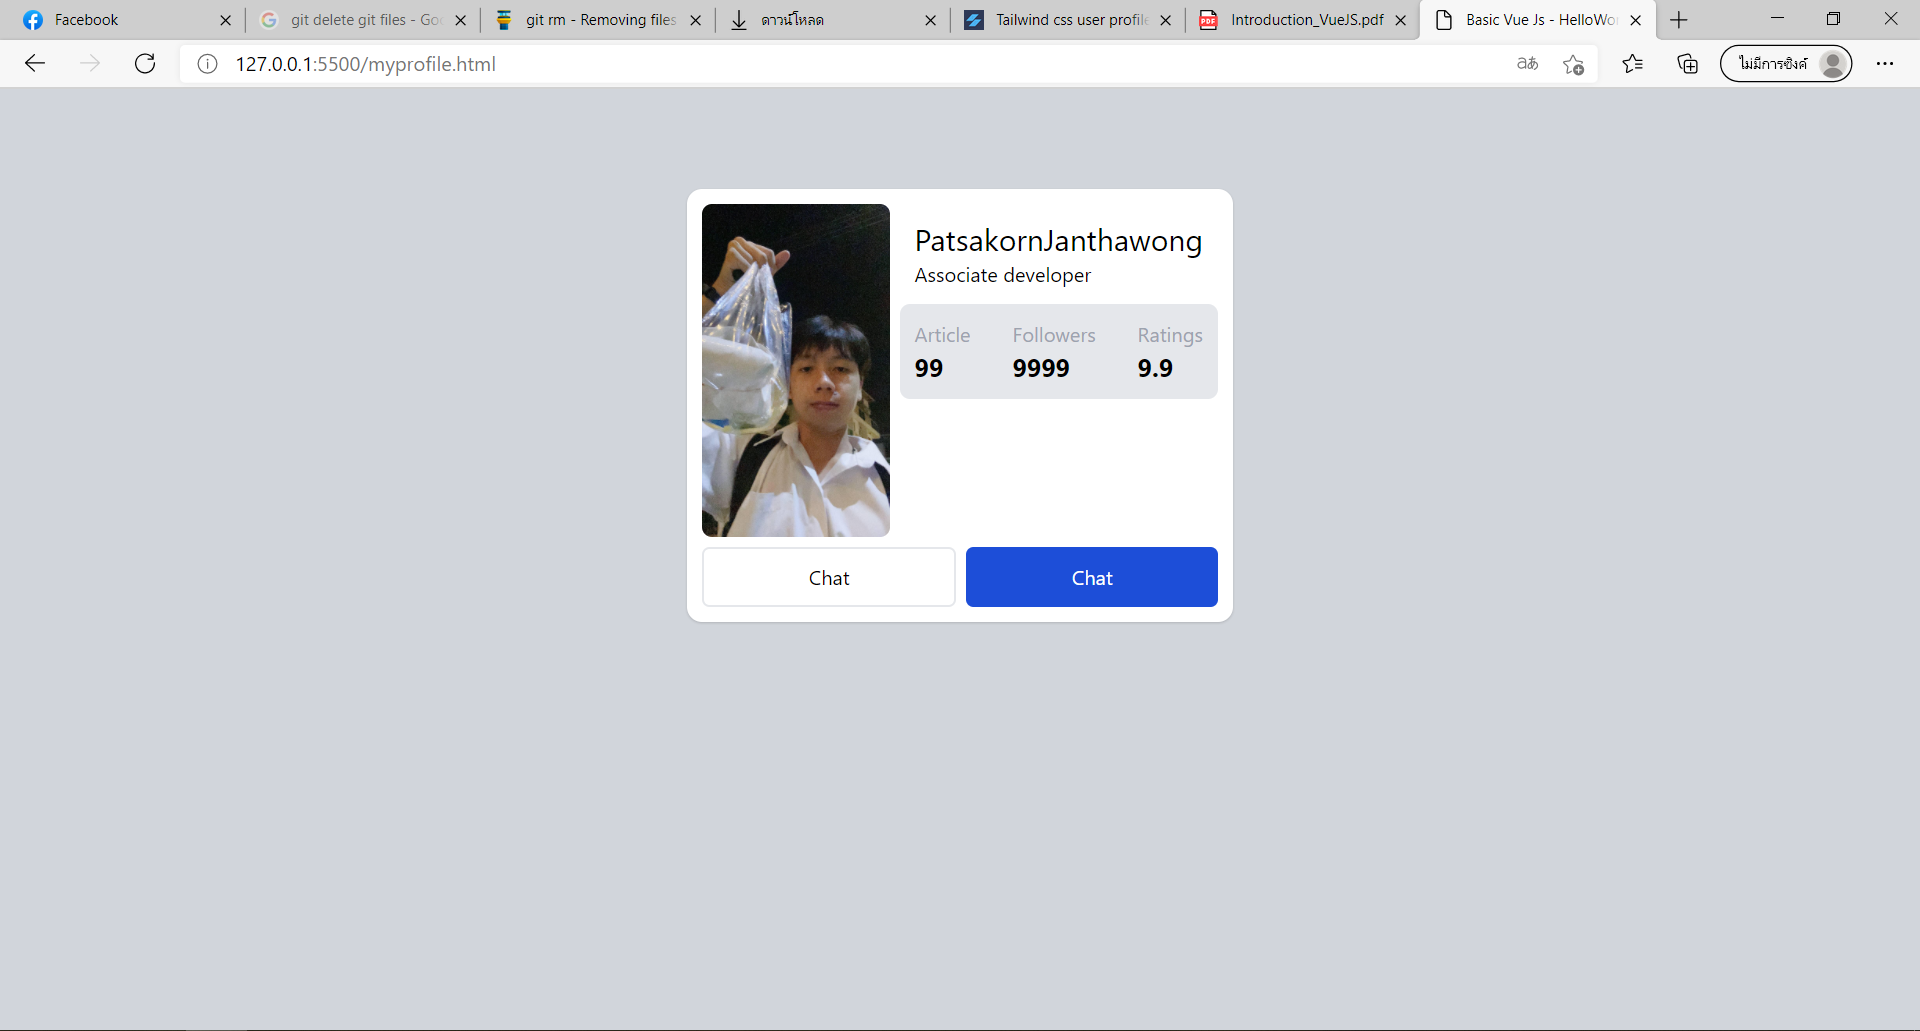 Facebook
git delete git files - Goo
git rm - Removing files
ดาวน์โหลด
Tailwind css user profile
Introduction_VueJS.pdf
Basic Vue Js - HelloWor
127.0.0.1:5500/myprofile.html
ไม่มีการซิงค์
PatsakornJanthawong
Associate developer
Article Followers Ratings
99 9999 9.9
Chat Chat